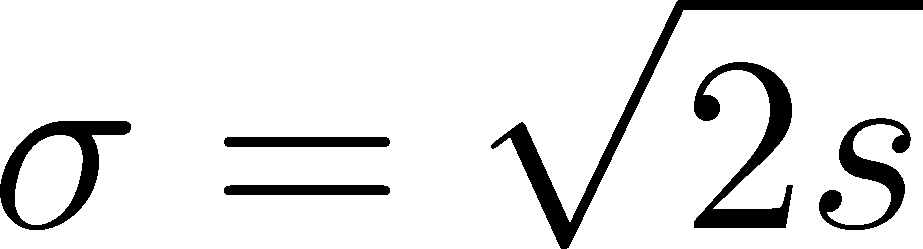 σ = √2s